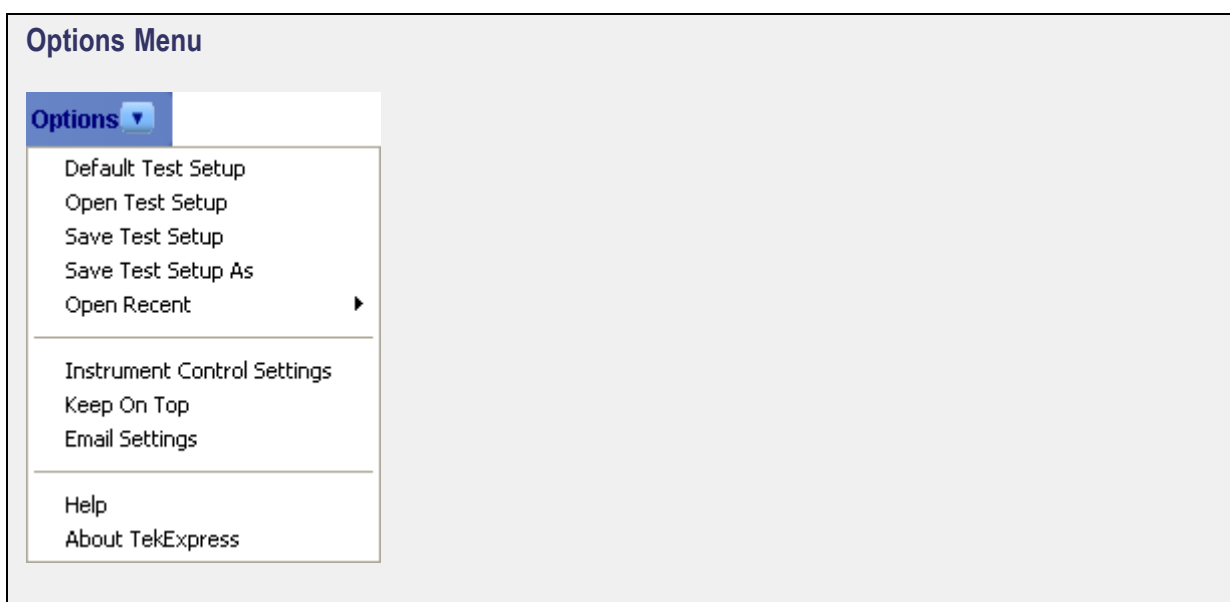 Options Menu
Options
Default Test Setup
Open Test Setup
Save Test Setup
Save Test Setup As
Open Recent
Instrument Control Settings
Keep On Top
Email Settings
Help
About TekExpress